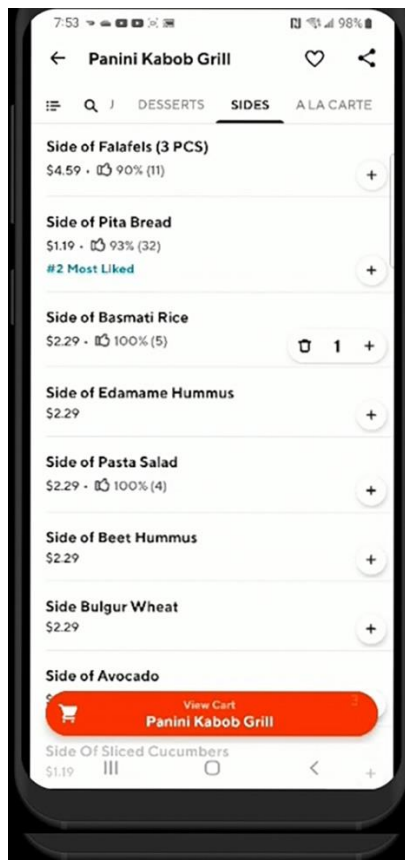 7:53
98%
Panini Kabob Grill
DESSERTS SIDES A LA CARTE
Side of Falafels (3 PCS)
$4.59 • 90% (11)
Side of Pita Bread
$1.19 • 93% (32)
#2 Most Liked
Side of Basmati Rice
$2.29 • 100% (5)
1 +
Side of Edamame Hummus
$2.29
Side of Pasta Salad
$2.29 • 100% (4)
Side of Beet Hummus
$2.29
Side Bulgur Wheat
$2.29
Side of Avocado
View Cart
3
Panini Kabob Grill
Side Of Sliced Cucumbers
$1.19